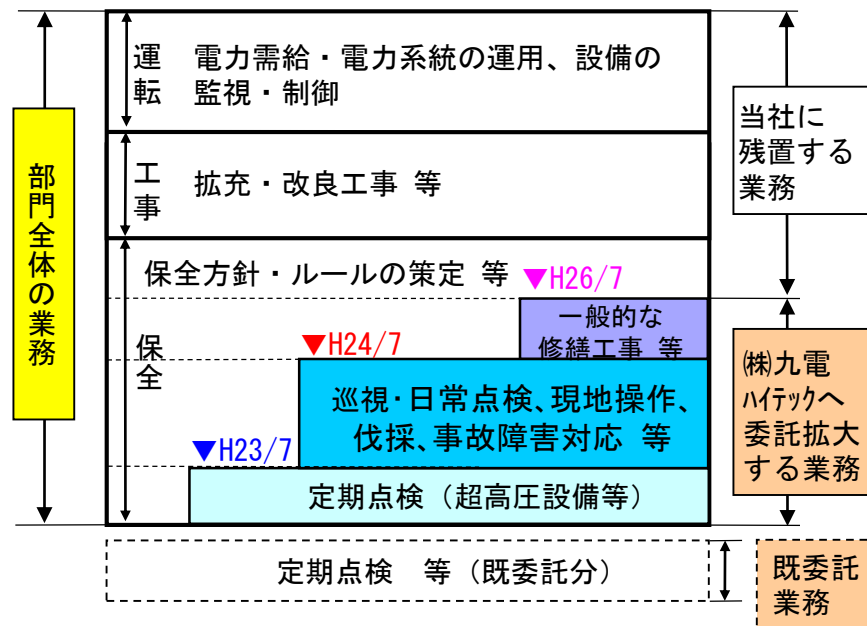 部門全体の業務
運転
電力需給・電力系統の運用、設備の
監視・制御
工事
拡充・改良工事 等
保全
保全方針・ルールの策定 等
▼H26/7
一般的な
修繕工事 等
▼H24/7
巡視・日常点検、現地操作、
伐採、事故障害対応 等
▼H23/7
定期点検（超高圧設備等）
定期点検 等（既委託分）
当社に
残置する
業務
㈱九電
ﾊｲﾃｯｸへ
委託拡大
する業務
既委託
業務